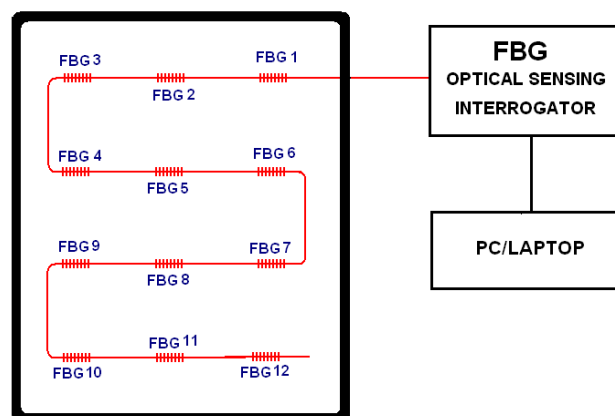 FBG 3
FBG 2
FBG 1
FBG 4
FBG 5
FBG 6
FBG 9
FBG 8
FBG 7
FBG 10
FBG 11
FBG 12
FBG
OPTICAL SENSING
INTERROGATOR
PC/LAPTOP